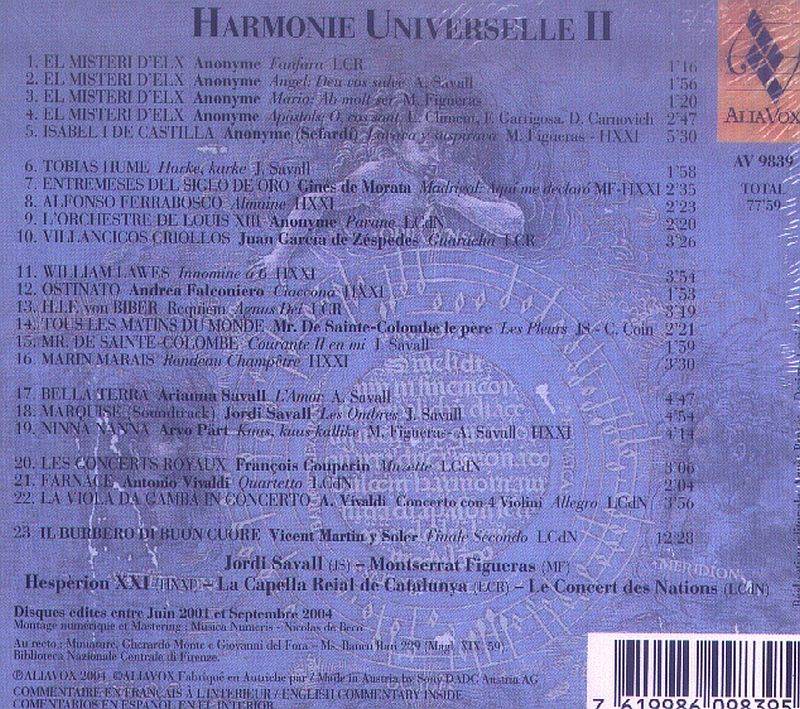 HARMONIE UNIVERSELLE II
1. EL MISTERI D'ELX Anonyme Fanfara LCR 1'16
2. EL MISTERI D'ELX Anonyme Angel: Deu vos salve A. Savall 1'56
3. EL MISTERI D'ELX Anonyme Maria: Ah molt ser M. Figueras 1'20
4. EL MISTERI D'ELX Anonyme Apòstols: O, cos sant L. Climent, F. Garrigosa, D. Carnovich 2'47
5. ISABEL I DE CASTILLA Anonyme (Sefardi) Lavava y suspirava M. Figueras - HXXI 5'30
6. TOBIAS HUME Harke, harke J. Savall 1'58
7. ENTREMESES DEL SIGLO DE ORO Ginés de Morata Madrigal: Aqui me declaró MF-HXXI 2'35
8. ALFONSO FERRABOSCO Almaine HXXI 2'23
9. L'ORCHESTRE DE LOUIS XIII Anonyme Pavane LCdN 2'20
10. VILLANCICOS CRIOLLOS Juan García de Zéspedes Guaracha LCR 3'26
11. WILLIAM LAWES Innomine à 6 HXXI 3'54
12. OSTINATO Andrea Falconiero Ciaccona HXXI 1'53
13. H.I.F. von BIBER Requiem Agnus Dei LCR 3'19
14. TOUS LES MATINS DU MONDE Mr. De Sainte-Colombe le père Les Pleurs JS - C. Coin 2'21
15. MR. DE SAINTE-COLOMBE Courante II en mi J. Savall 1'59
16. MARIN MARAIS Rondeau Champêtre HXXI 3'30
17. BELLA TERRA Arianna Savall L'Amor A. Savall 4'47
18. MARQUISE (Soundtrack) Jordi Savall Les Ombres J. Savall 4'54
19. NINNA NANNA Arvo Pärt Kuus, kuus kallike M. Figueras - A. Savall HXXI 4'14
20. LES CONCERTS ROYAUX François Couperin Muzette LCdN 3'06
21. FARNACE Antonio Vivaldi Quartetto LCdN 2'04
22. LA VIOLA DA GAMBA IN CONCERTO A. Vivaldi Concerto con 4 Violini Allegro LCdN 3'56
23 IL BURBERO DI BUON CUORE Vicent Martin y Soler Finale Secondo LCdN 12:28
Jordi Savall (JS) – Montserrat Figueras (MF)
Hespèrion XXI (HXXI) – La Capella Reial de Catalunya (LCR) – Le Concert des Nations (LCdN)
Disques édités entre Juin 2001 et Septembre 2004
Montage numérique et Mastering : Musica Numeris - Nicolas de Beco
Au recto : Miniature, Gherardo Monte e Giovanni del Fora – Ms. Banco Rari 229 (Magl. XIX, 59)
Biblioteca Nazionale Centrale di Firenze.
℗ALIAVOX 2004 ©ALIAVOX Fabriqué en Autriche par / Made in Austria by Sony DADC Austria AG
COMMENTAIRE EN FRANÇAIS À L'INTERIEUR / ENGLISH COMMENTARY INSIDE
COMENTARIOS EN ESPAÑOL EN EL INTERIOR
ALIA VOX
AV 9839
TOTAL
77'59
MERIDION
7 619986 098395